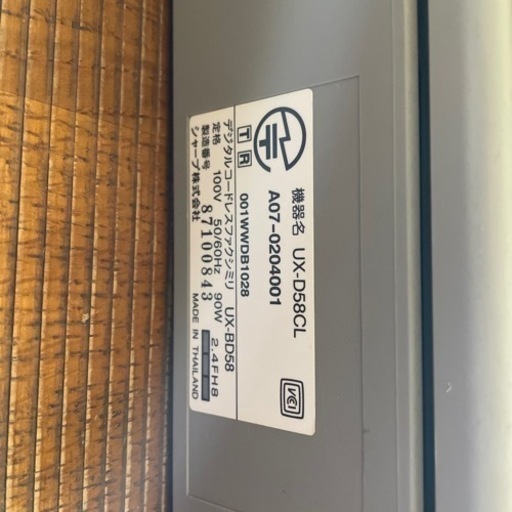 機器名 UX-D58CL
A07-0204001
T R 001WWDB1028
デジタルコードレスファクシミリ UX-BD58
定格 100V 50/60Hz 90W 2.4FH8
製造番号 87100843
シャープ株式会社 MADE IN THAILAND
VCI